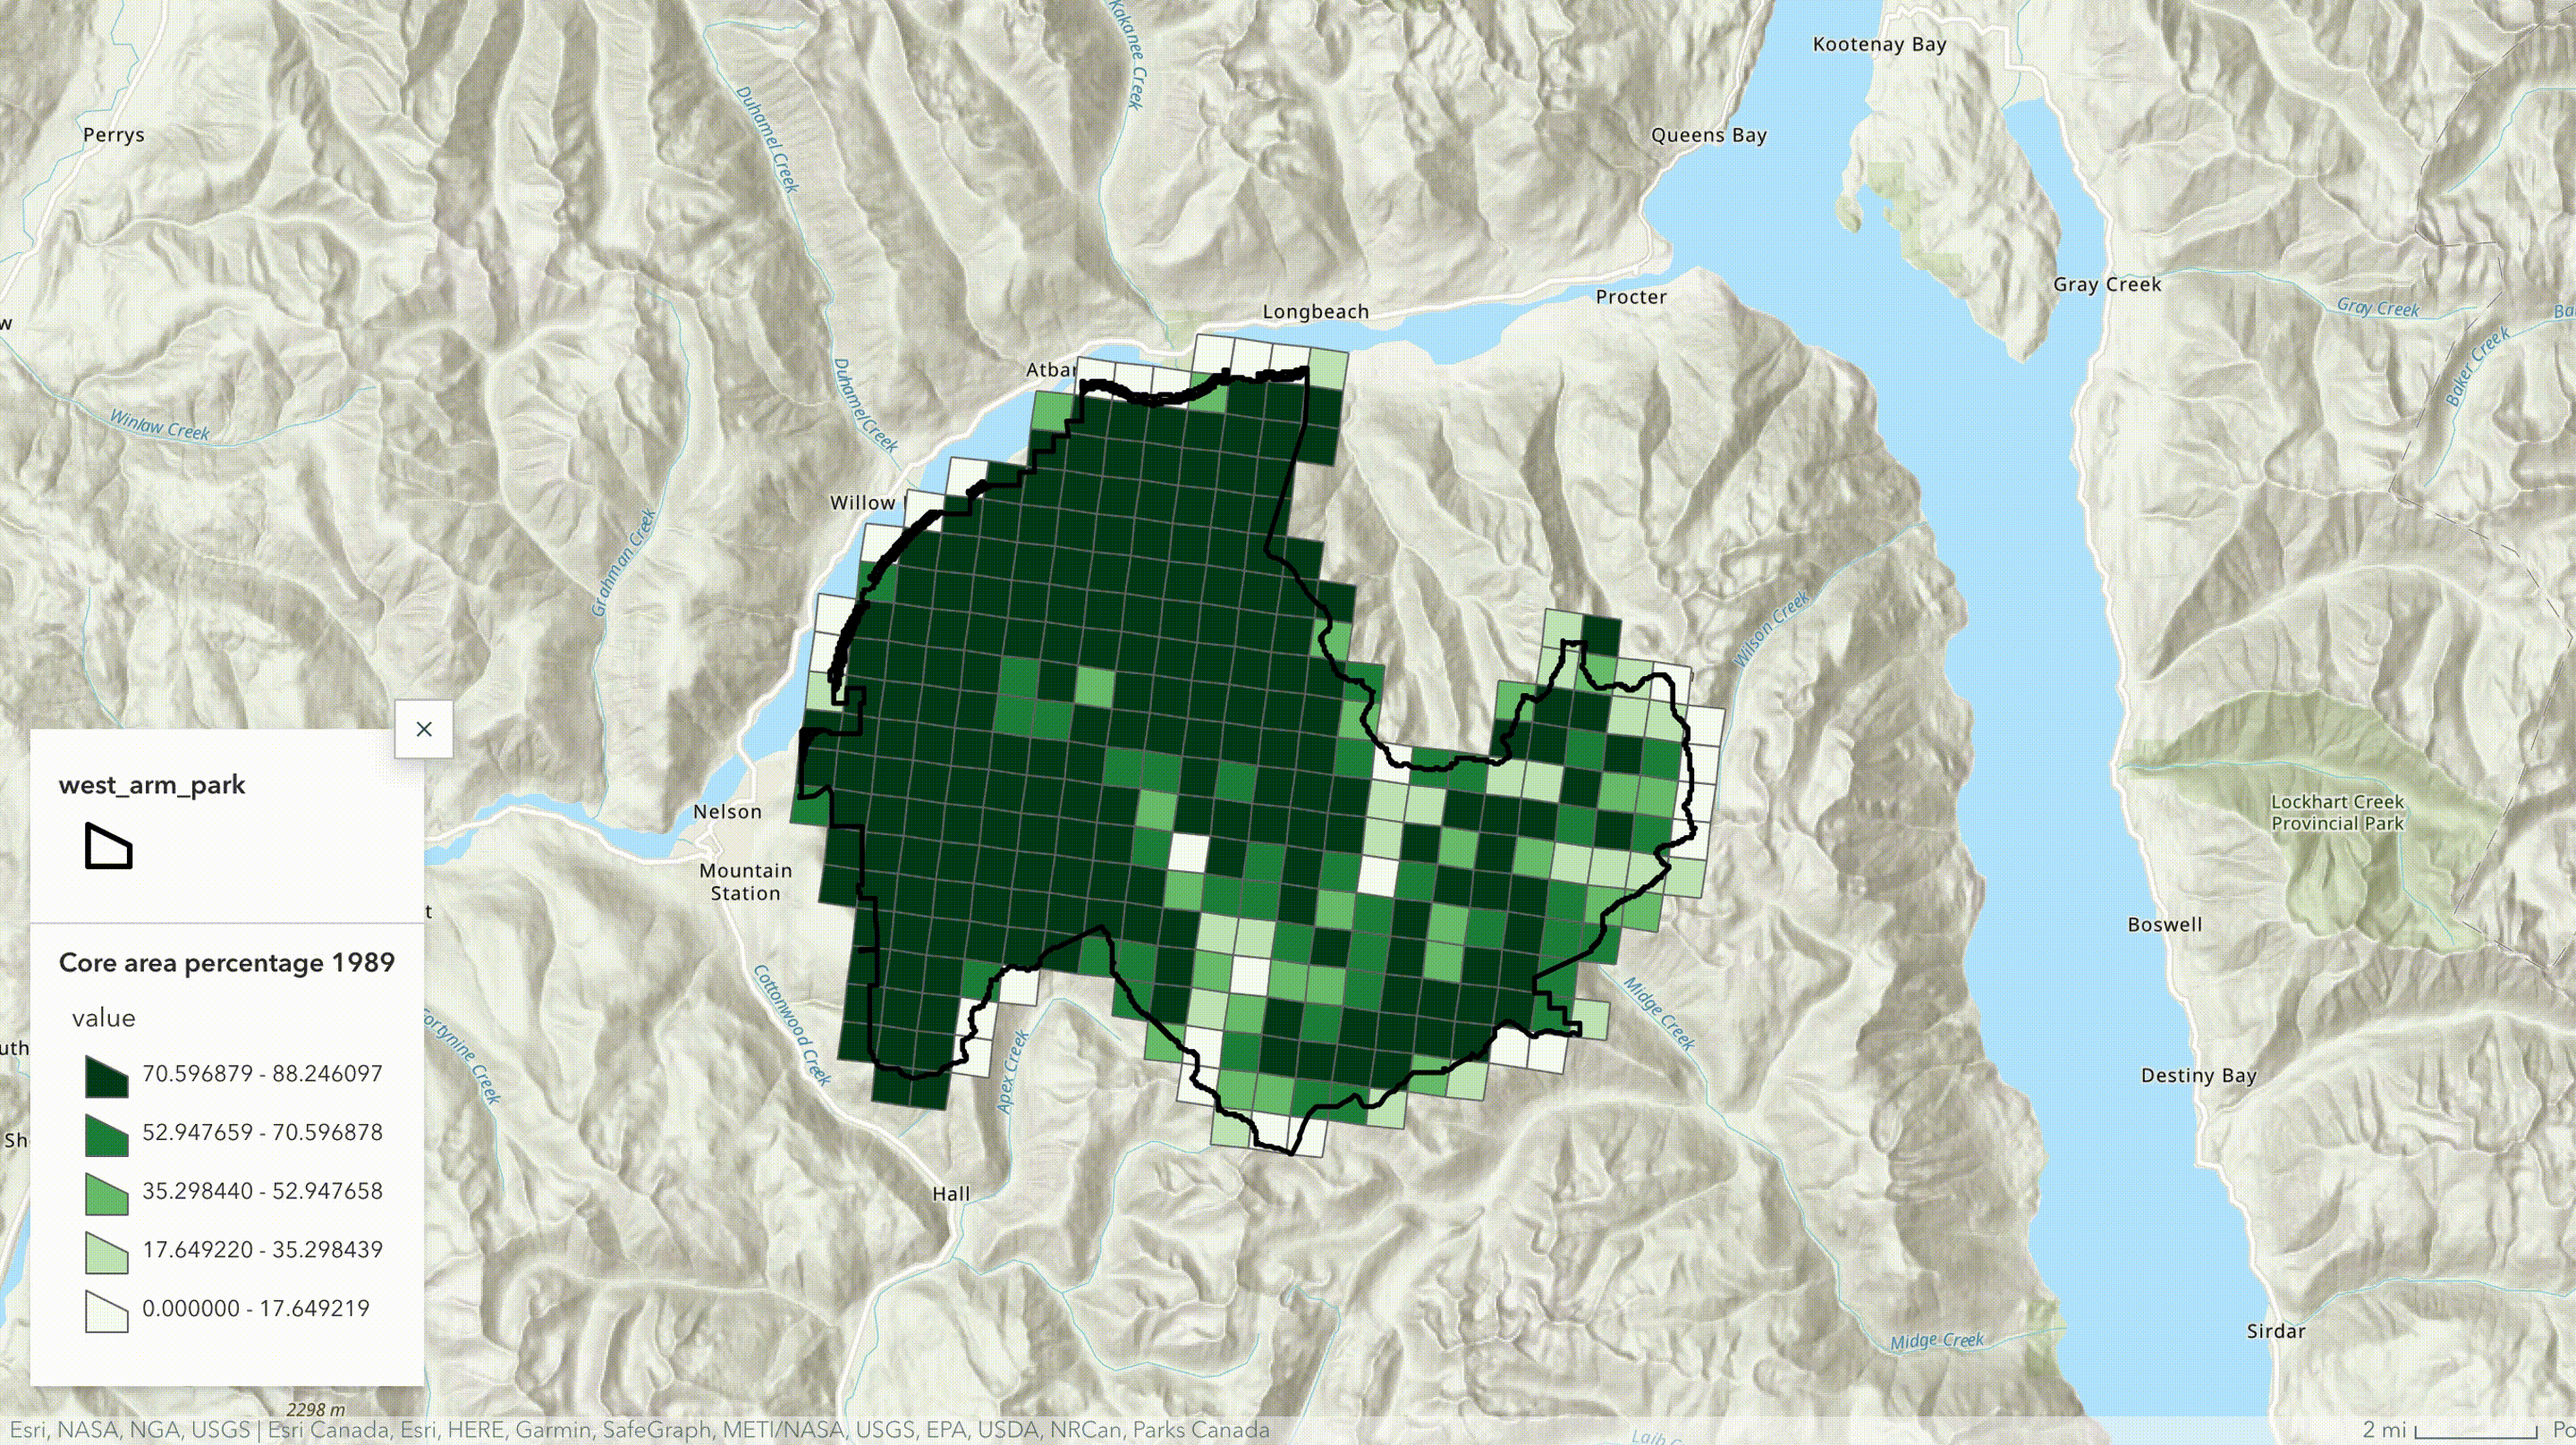 Kootenay Bay
Kakanee Creek
Perrys
Duhamel Creek
Queens Bay
Gray Creek
Procter
Gray Creek
Longbeach
w
Baker Creek
Atbar
Duhamel Creek
Winlaw Creek
Willow
Grahman Creek
Wilson Creek
west_arm_park
Nelson
Lockhart Creek
Provincial Park
Mountain
Station
t
Boswell
Core area percentage 1989
Cottonwood Creek
Midge Creek
value
Apex Creek
uth
70.596879 - 88.246097
Destiny Bay
52.947659 - 70.596878
Sh
35.298440 - 52.947658
Hall
17.649220 - 35.298439
0.000000 - 17.649219
Sirdar
Midge Creek
2298 m
Esri, NASA, NGA, USGS | Esri Canada, Esri, HERE, Garmin, SafeGraph, METI/NASA, USGS, EPA, USDA, NRCan, Parks Canada
2 mi
Po